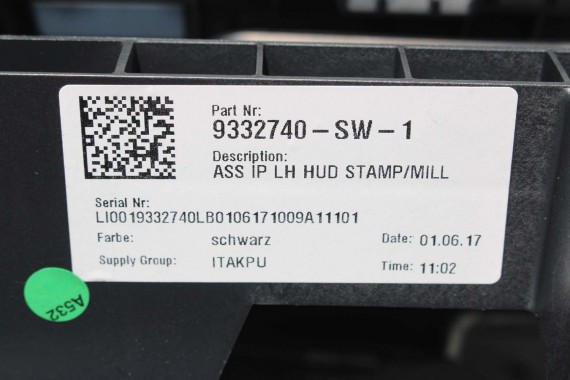 Part Nr:
9332740-SW-1
Description:
ASS IP LH HUD STAMP/MILL
Serial Nr:
LI0019332740LB0106171009A11101
Farbe: schwarz Date: 01.06.17
Supply Group: ITAKPU Time: 11:02
A532